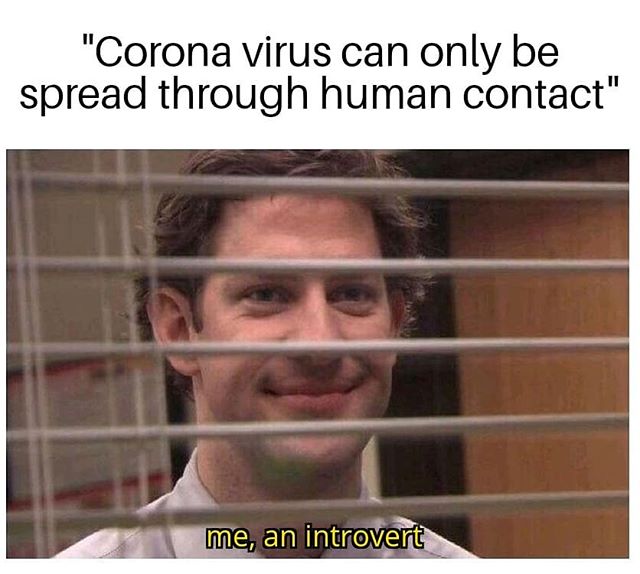 "Corona virus can only be
spread through human contact"
me, an introvert